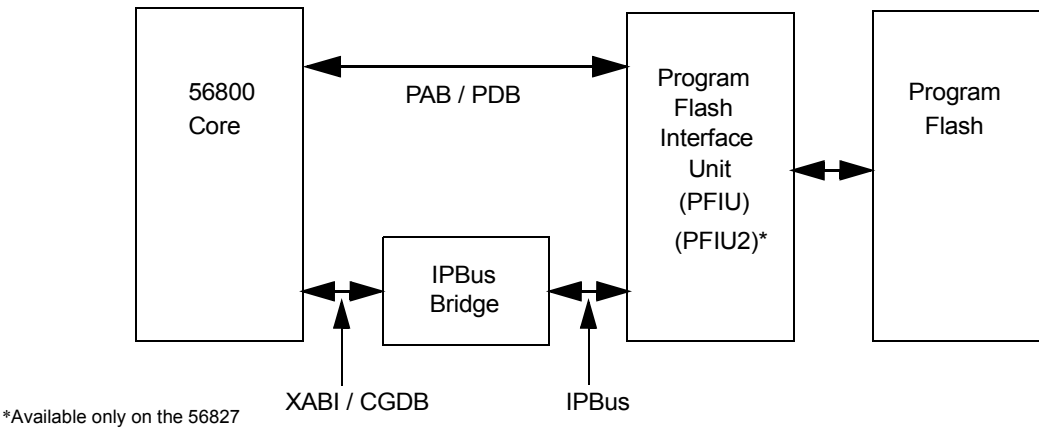 56800
Core
PAB / PDB
Program
Flash
Interface
Unit
(PFIU)
(PFIU2)*
Program
Flash
IPBus
Bridge
XABI / CGDB
IPBus
*Available only on the 56827